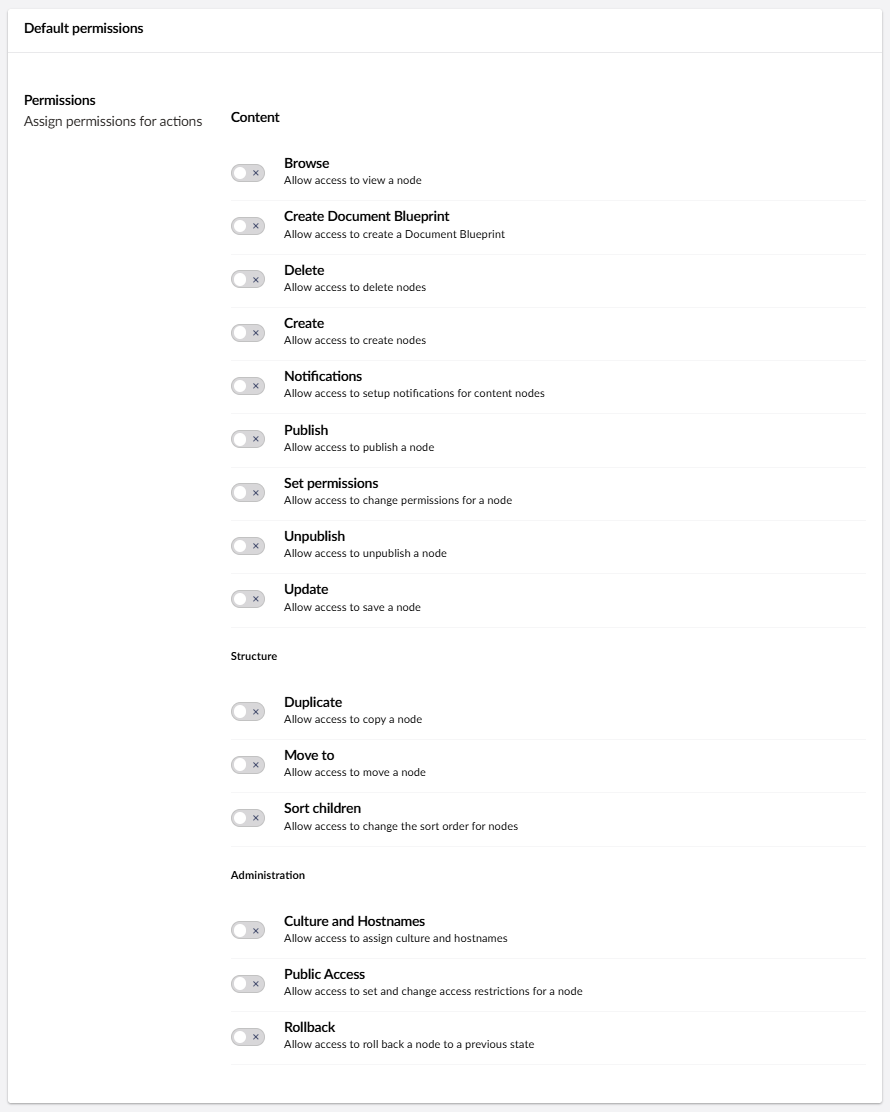 Default permissions
Permissions
Assign permissions for actions
Content
Browse
Allow access to view a node
Create Document Blueprint
Allow access to create a Document Blueprint
Delete
Allow access to delete nodes
Create
Allow access to create nodes
Notifications
Allow access to setup notifications for content nodes
Publish
Allow access to publish a node
Set permissions
Allow access to change permissions for a node
Unpublish
Allow access to unpublish a node
Update
Allow access to save a node
Structure
Duplicate
Allow access to copy a node
Move to
Allow access to move a node
Sort children
Allow access to change the sort order for nodes
Administration
Culture and Hostnames
Allow access to assign culture and hostnames
Public Access
Allow access to set and change access restrictions for a node
Rollback
Allow access to roll back a node to a previous state